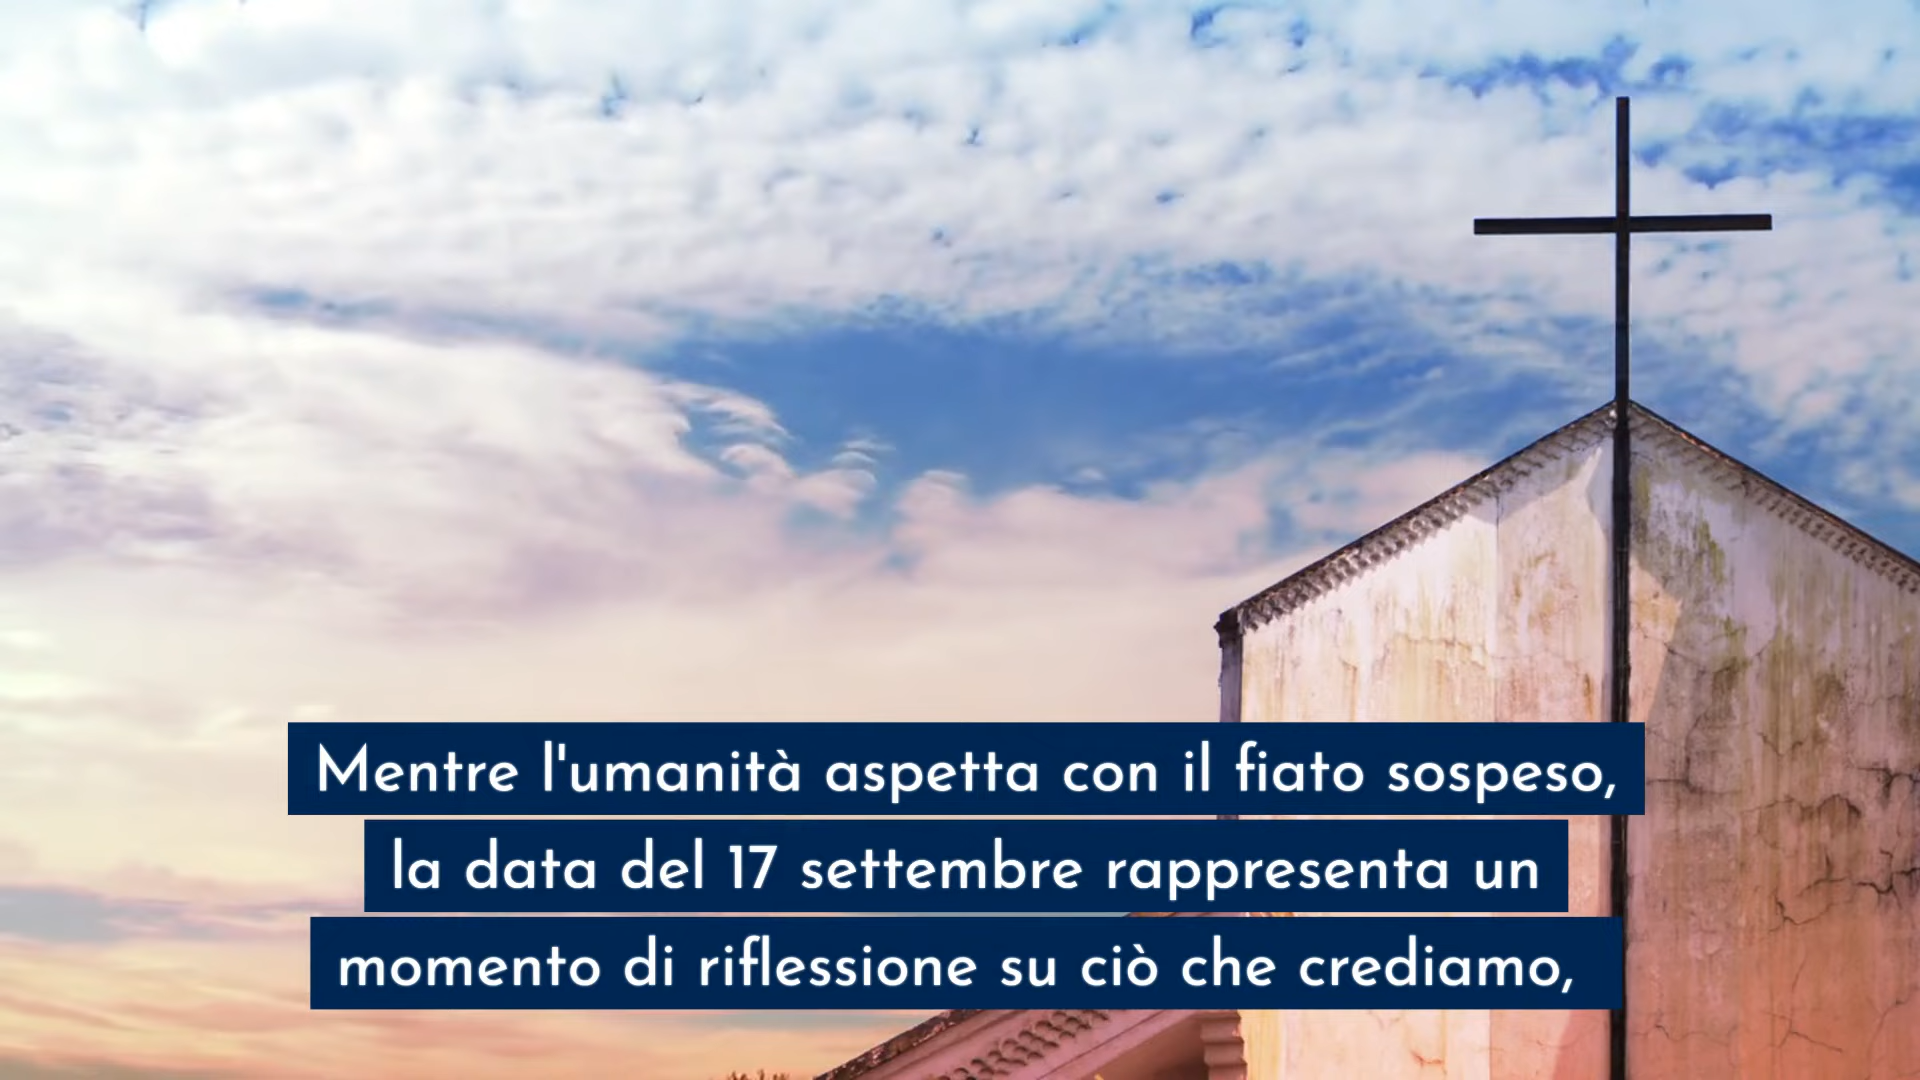 Mentre l'umanità aspetta con il fiato sospeso,
la data del 17 settembre rappresenta un
momento di riflessione su ciò che crediamo,